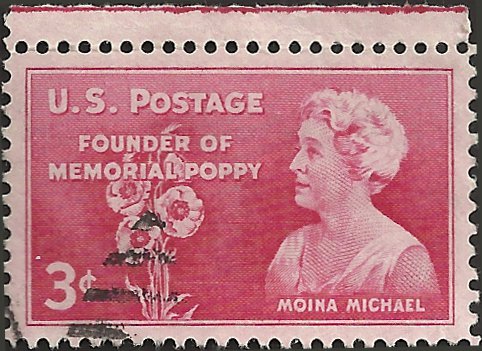 U.S. POSTAGE
FOUNDER OF
MEMORIAL POPPY
3¢
MOINA MICHAEL